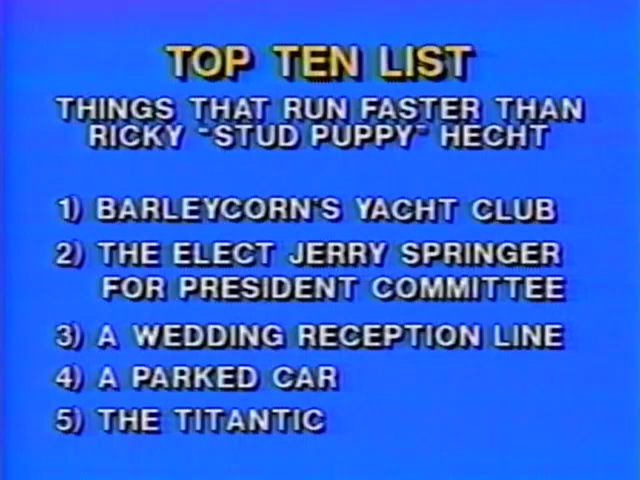 TOP TEN LIST
THINGS THAT RUN FASTER THAN
RICKY "STUD PUPPY" HECHT
1) BARLEYCORN'S YACHT CLUB
2) THE ELECT JERRY SPRINGER
FOR PRESIDENT COMMITTEE
3) A WEDDING RECEPTION LINE
4) A PARKED CAR
5) THE TITANTIC